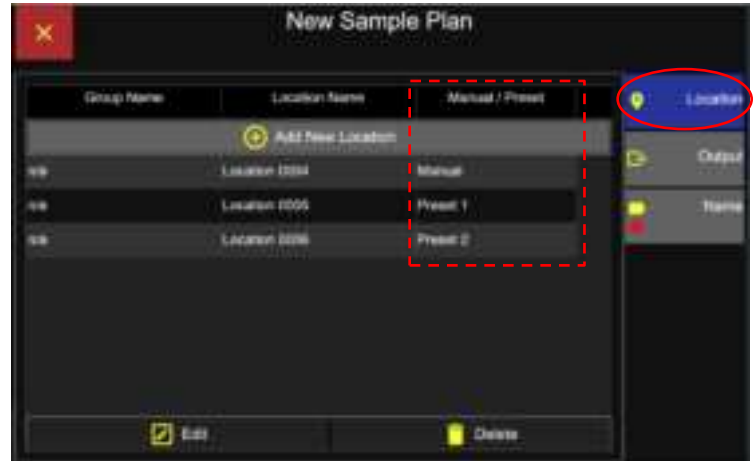 New Sample Plan
Group Name Location Name Manual / Preset
Add New Location
n/a Location 0004 Manual
n/a Location 0005 Preset 1
n/a Location 0006 Preset 2
Edit Delete
Location
Output
Name